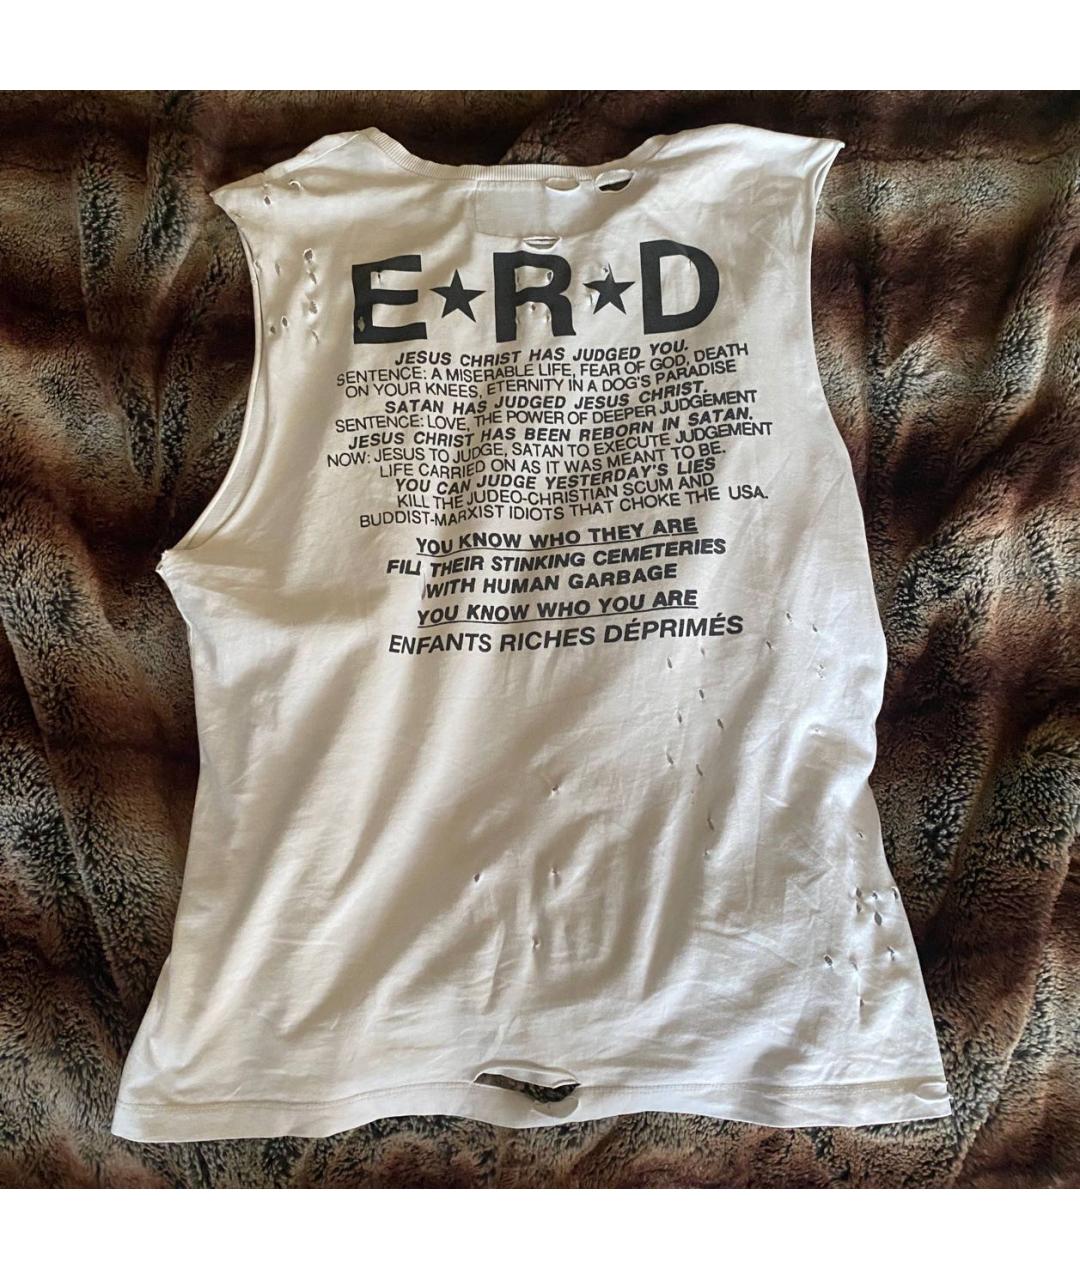 E★R★D
JESUS CHRIST HAS JUDGED YOU.
SENTENCE: A MISERABLE LIFE, FEAR OF GOD, DEATH
ON YOUR KNEES, ETERNITY IN A DOG'S PARADISE
SATAN HAS JUDGED JESUS CHRIST.
SENTENCE: LOVE, THE POWER OF DEEPER JUDGEMENT
JESUS CHRIST HAS BEEN REBORN IN SATAN.
NOW: JESUS TO JUDGE, SATAN TO EXECUTE JUDGEMENT
LIFE CARRIED ON AS IT WAS MEANT TO BE.
YOU CAN JUDGE YESTERDAY'S LIES
KILL THE JUDEO-CHRISTIAN SCUM AND
BUDDIST-MARXIST IDIOTS THAT CHOKE THE USA.
YOU KNOW WHO THEY ARE
FILL THEIR STINKING CEMETERIES
WITH HUMAN GARBAGE
YOU KNOW WHO YOU ARE
ENFANTS RICHES DÉPRIMÉS